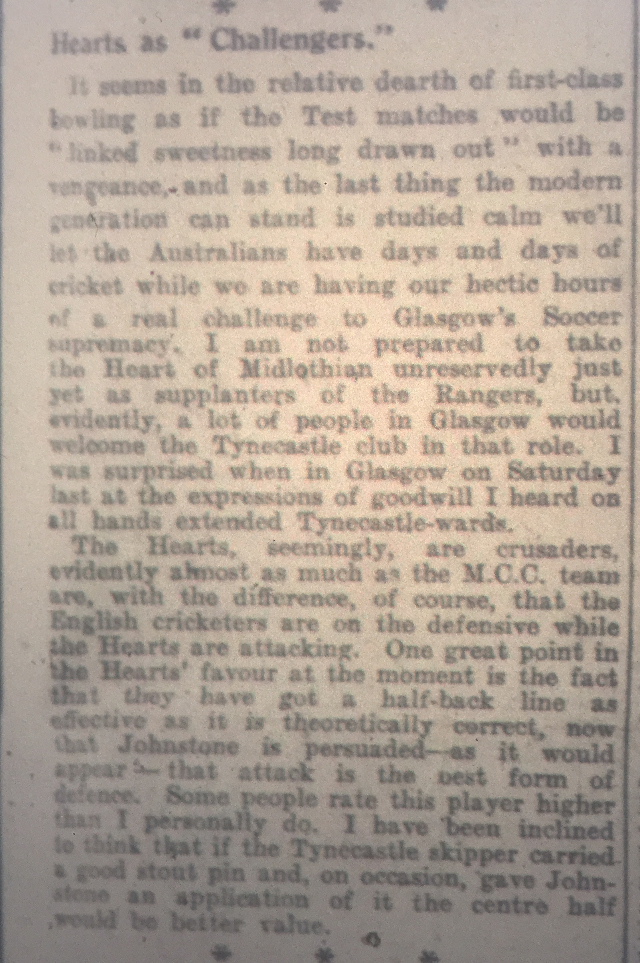 * * *
Hearts as "Challengers."
It seems in the relative dearth of first-class
bowling as if the Test matches would be
"linked sweetness long drawn out" with a
vengeance, and as the last thing the modern
generation can stand is studied calm we'll
let the Australians have days and days of
cricket while we are having our hectic hours
of a real challenge to Glasgow's Soccer
supremacy. I am not prepared to take
the Heart of Midlothian unreservedly just
yet as supplanters of the Rangers, but,
evidently, a lot of people in Glasgow would
welcome the Tynecastle club in that role. I
was surprised when in Glasgow on Saturday
last at the expressions of goodwill I heard on
all hands extended Tynecastle-wards.
The Hearts, seemingly, are crusaders,
evidently almost as much as the M.C.C. team
are, with the difference, of course, that the
English cricketers are on the defensive while
the Hearts are attacking. One great point in
the Hearts' favour at the moment is the fact
that they have got a half-back line as
effective as it is theoretically correct, now
that Johnstone is persuaded—as it would
appear—that attack is the best form of
defence. Some people rate this player higher
than I personally do. I have been inclined
to think that if the Tynecastle skipper carried
a good stout pin and, on occasion, gave John-
stone an application of it the centre half
would be better value.
* * *